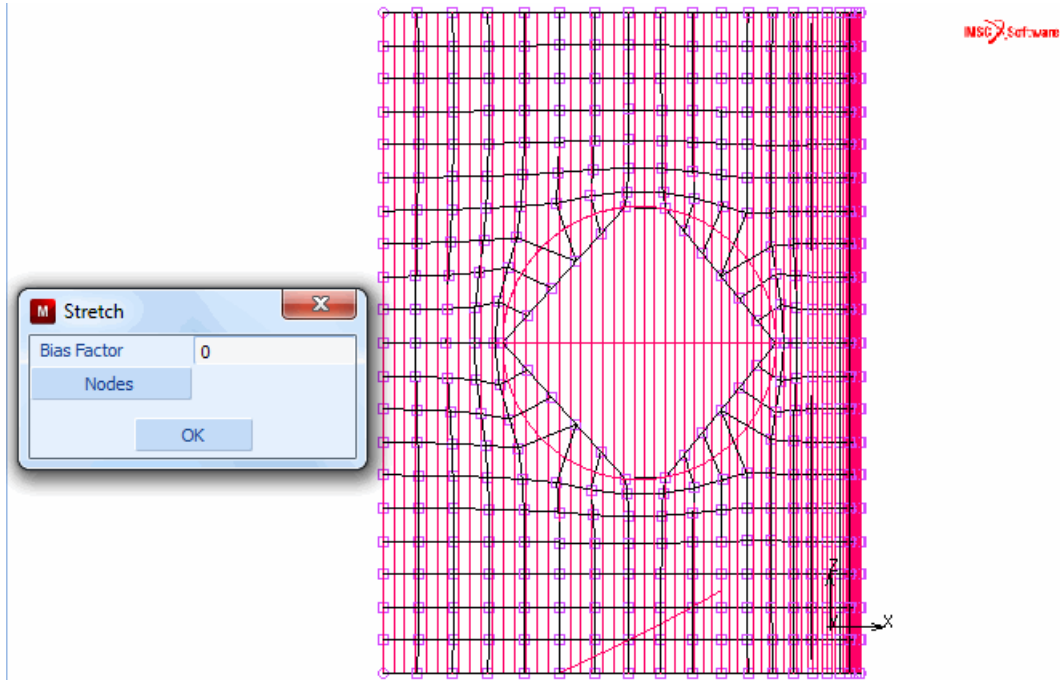 MSC Software
M Stretch X
Bias Factor 0
Nodes
OK
Z
X